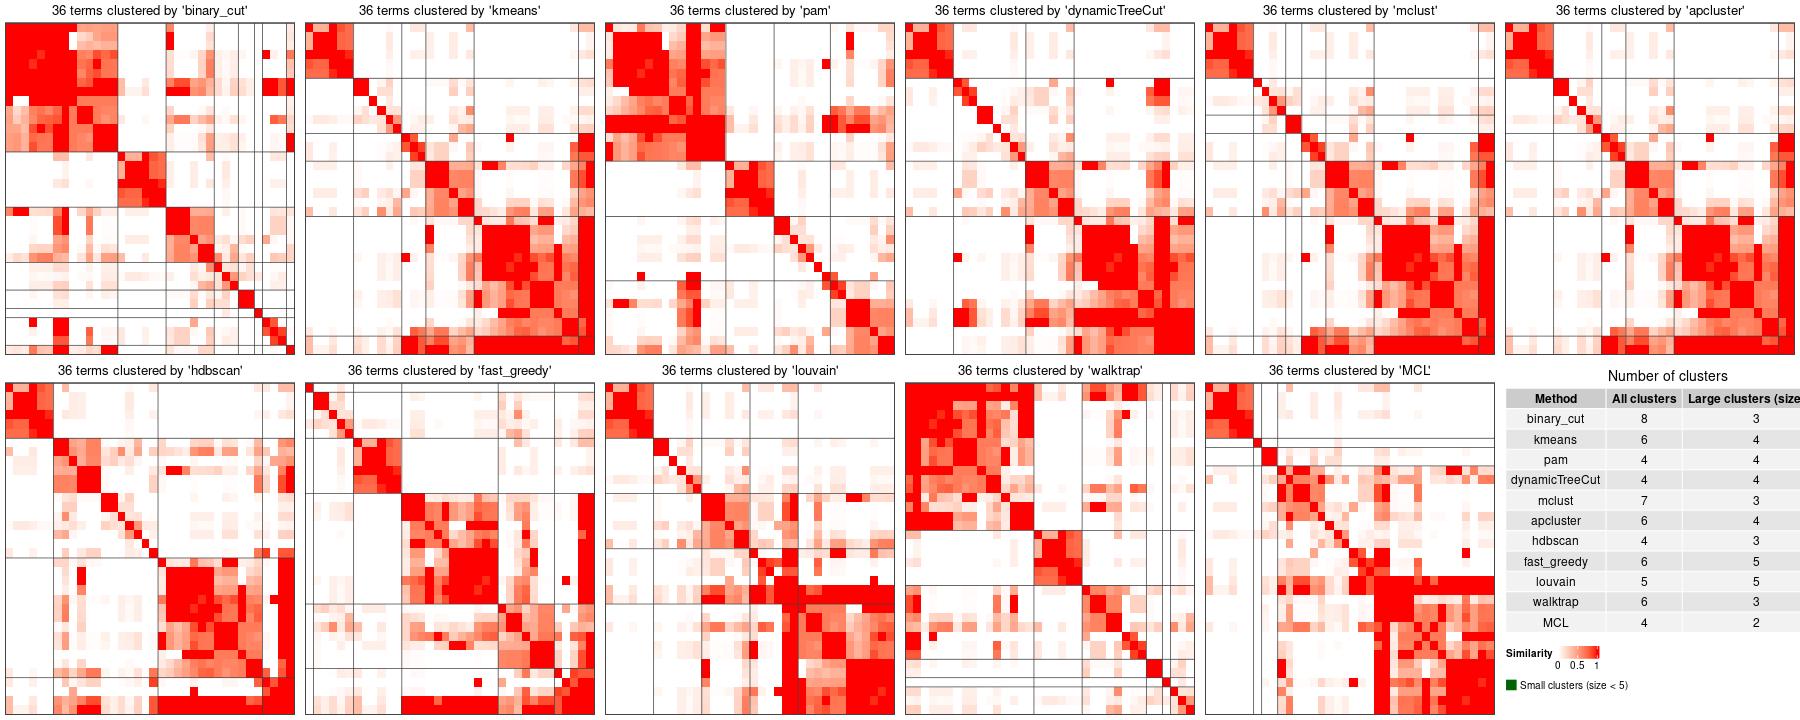 36 terms clustered by 'binary_cut'
36 terms clustered by 'kmeans'
36 terms clustered by 'pam'
36 terms clustered by 'dynamicTreeCut'
36 terms clustered by 'mclust'
36 terms clustered by 'apcluster'
36 terms clustered by 'hdbscan'
36 terms clustered by 'fast_greedy'
36 terms clustered by 'louvain'
36 terms clustered by 'walktrap'
36 terms clustered by 'MCL'
Number of clusters
Method All clusters Large clusters (size
binary_cut 8 3
kmeans 6 4
pam 4 4
dynamicTreeCut 4 4
mclust 7 3
apcluster 6 4
hdbscan 4 3
fast_greedy 6 5
louvain 5 5
walktrap 6 3
MCL 4 2
Similarity
0 0.5 1
Small clusters (size < 5)